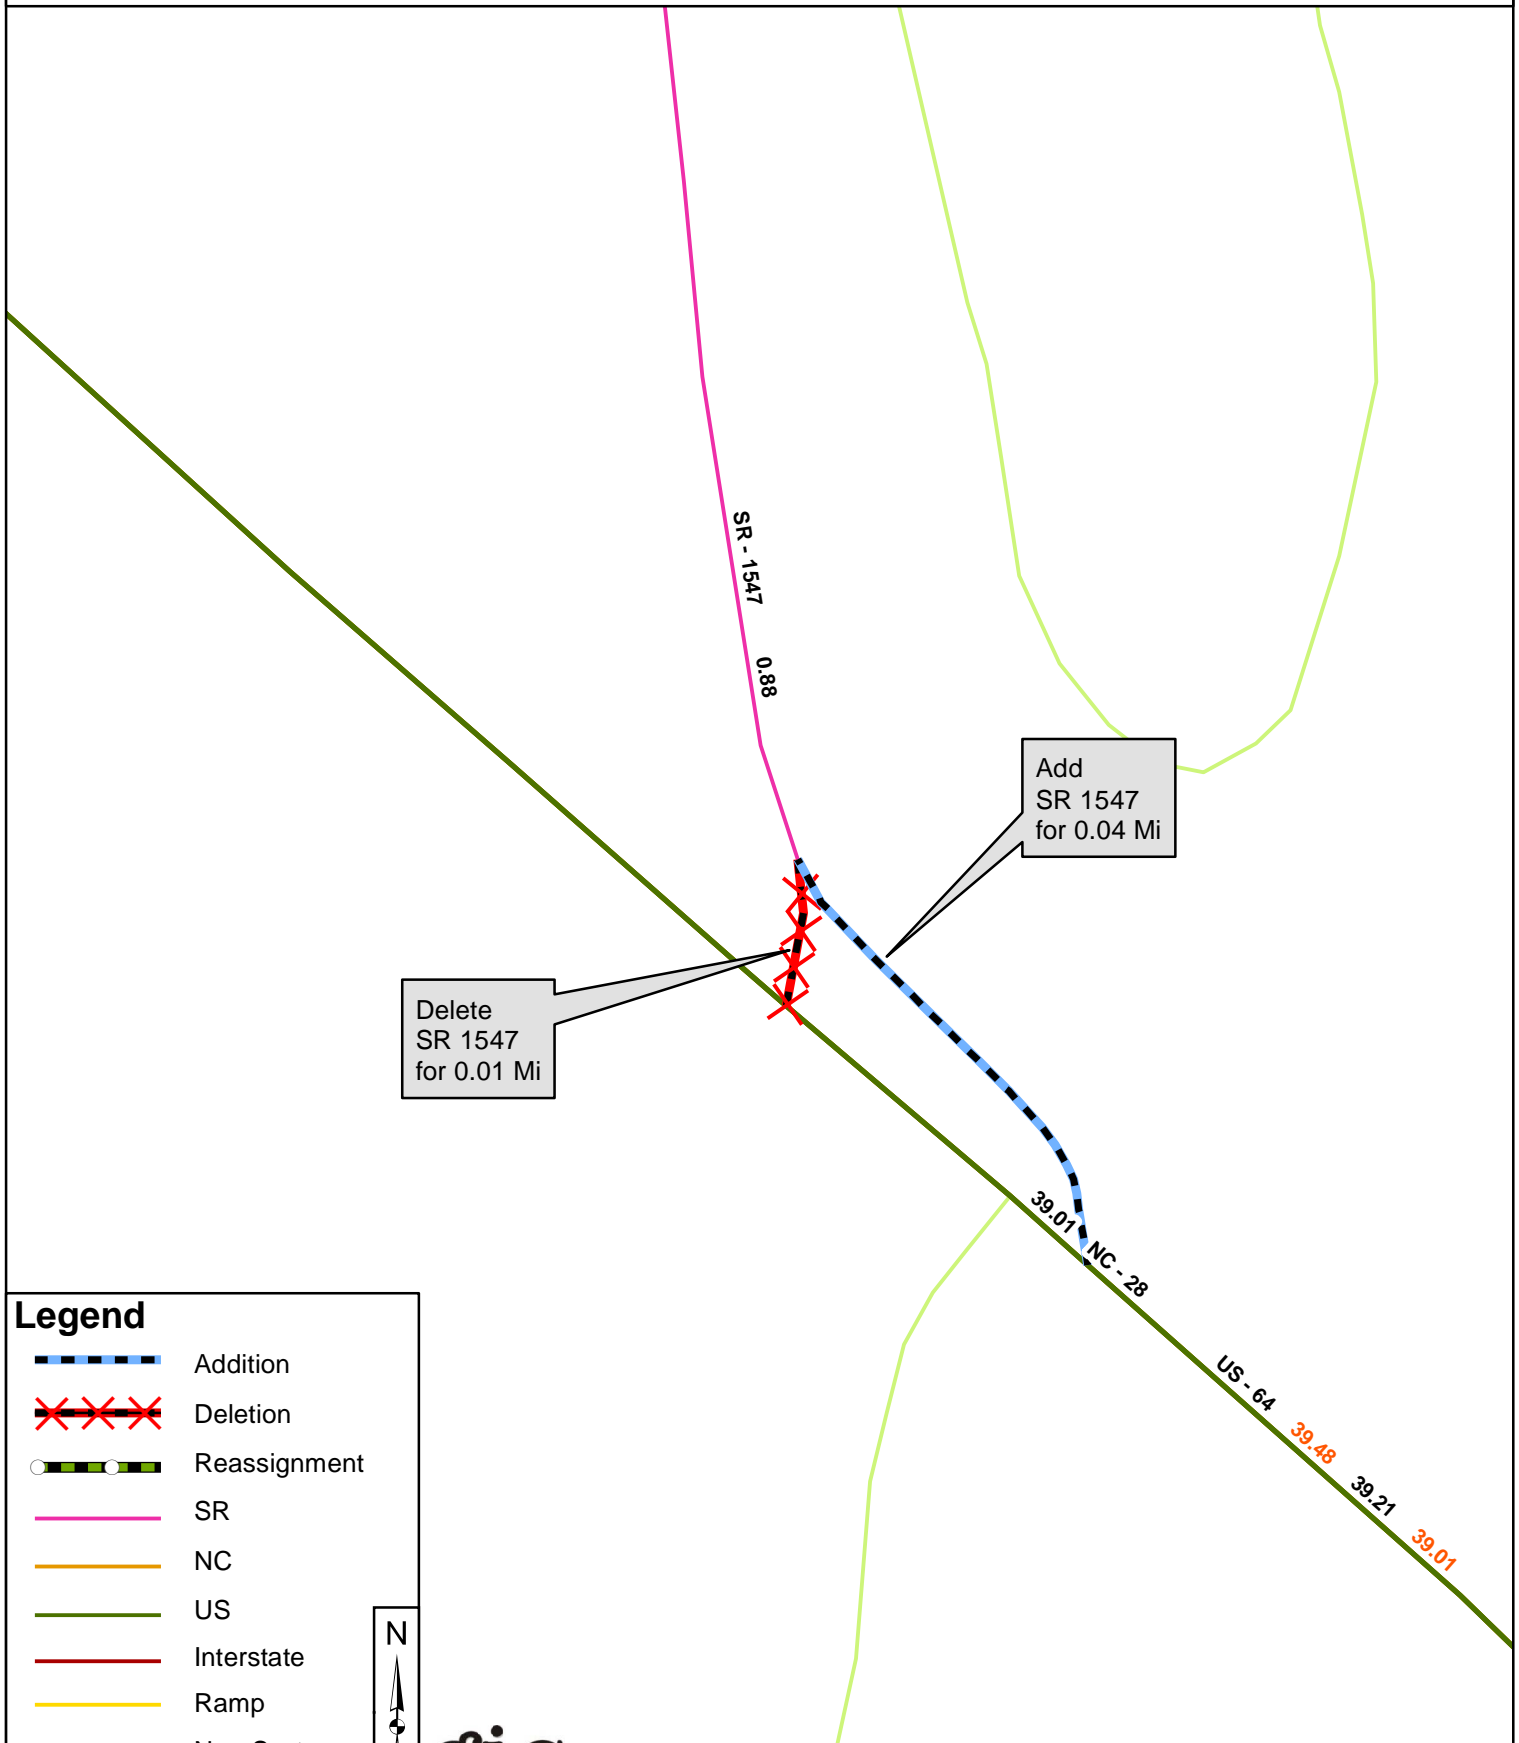 SR - 1547
0.88
Add
SR 1547
for 0.04 Mi
Delete
SR 1547
for 0.01 Mi
39.01
NC - 28
US - 64
39.48
39.21
39.01
Legend
Addition
Deletion
Reassignment
SR
NC
US
Interstate
Ramp
N